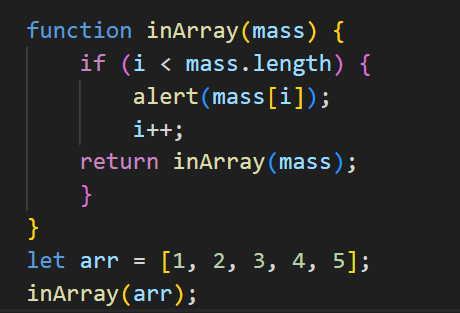 function inArray(mass) {
    if (i < mass.length) {
        alert(mass[i]);
        i++;
    return inArray(mass);
    }
}
let arr = [1, 2, 3, 4, 5];
inArray(arr);